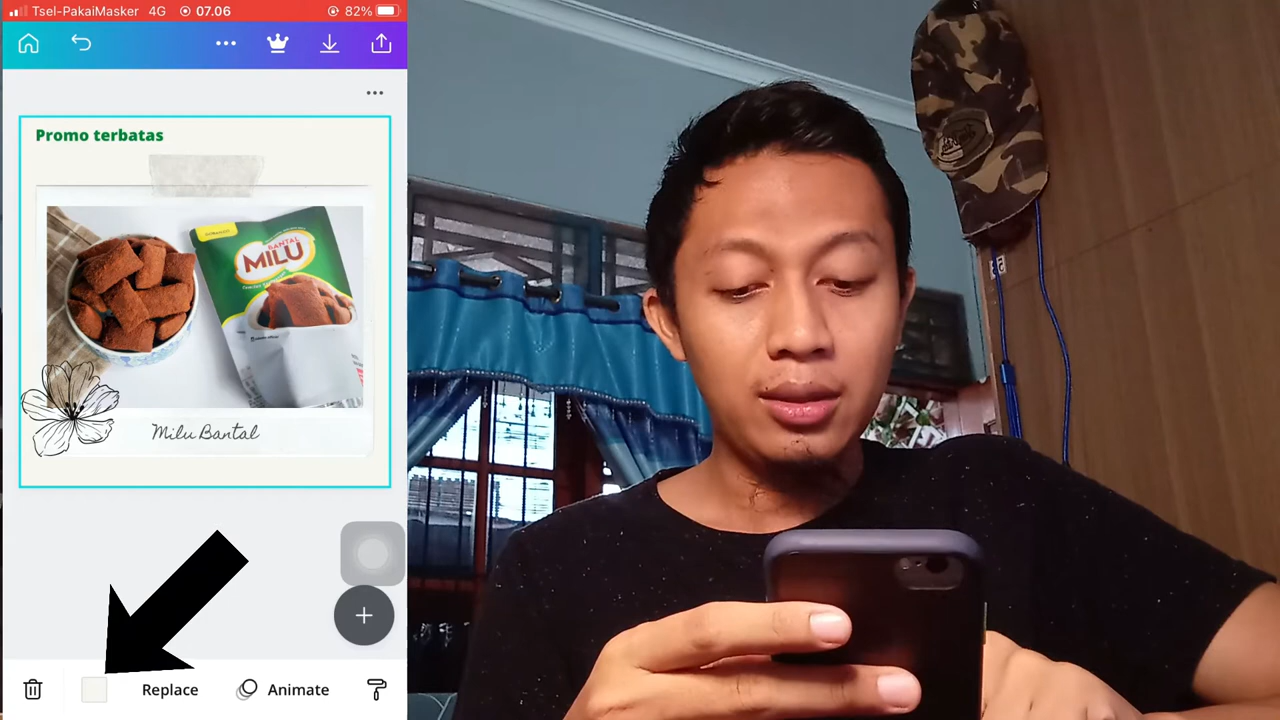 Tsel-PakaiMasker 4G 07.06 82%
Promo terbatas
BANTAL
MILU
Milu Bantal
Replace Animate